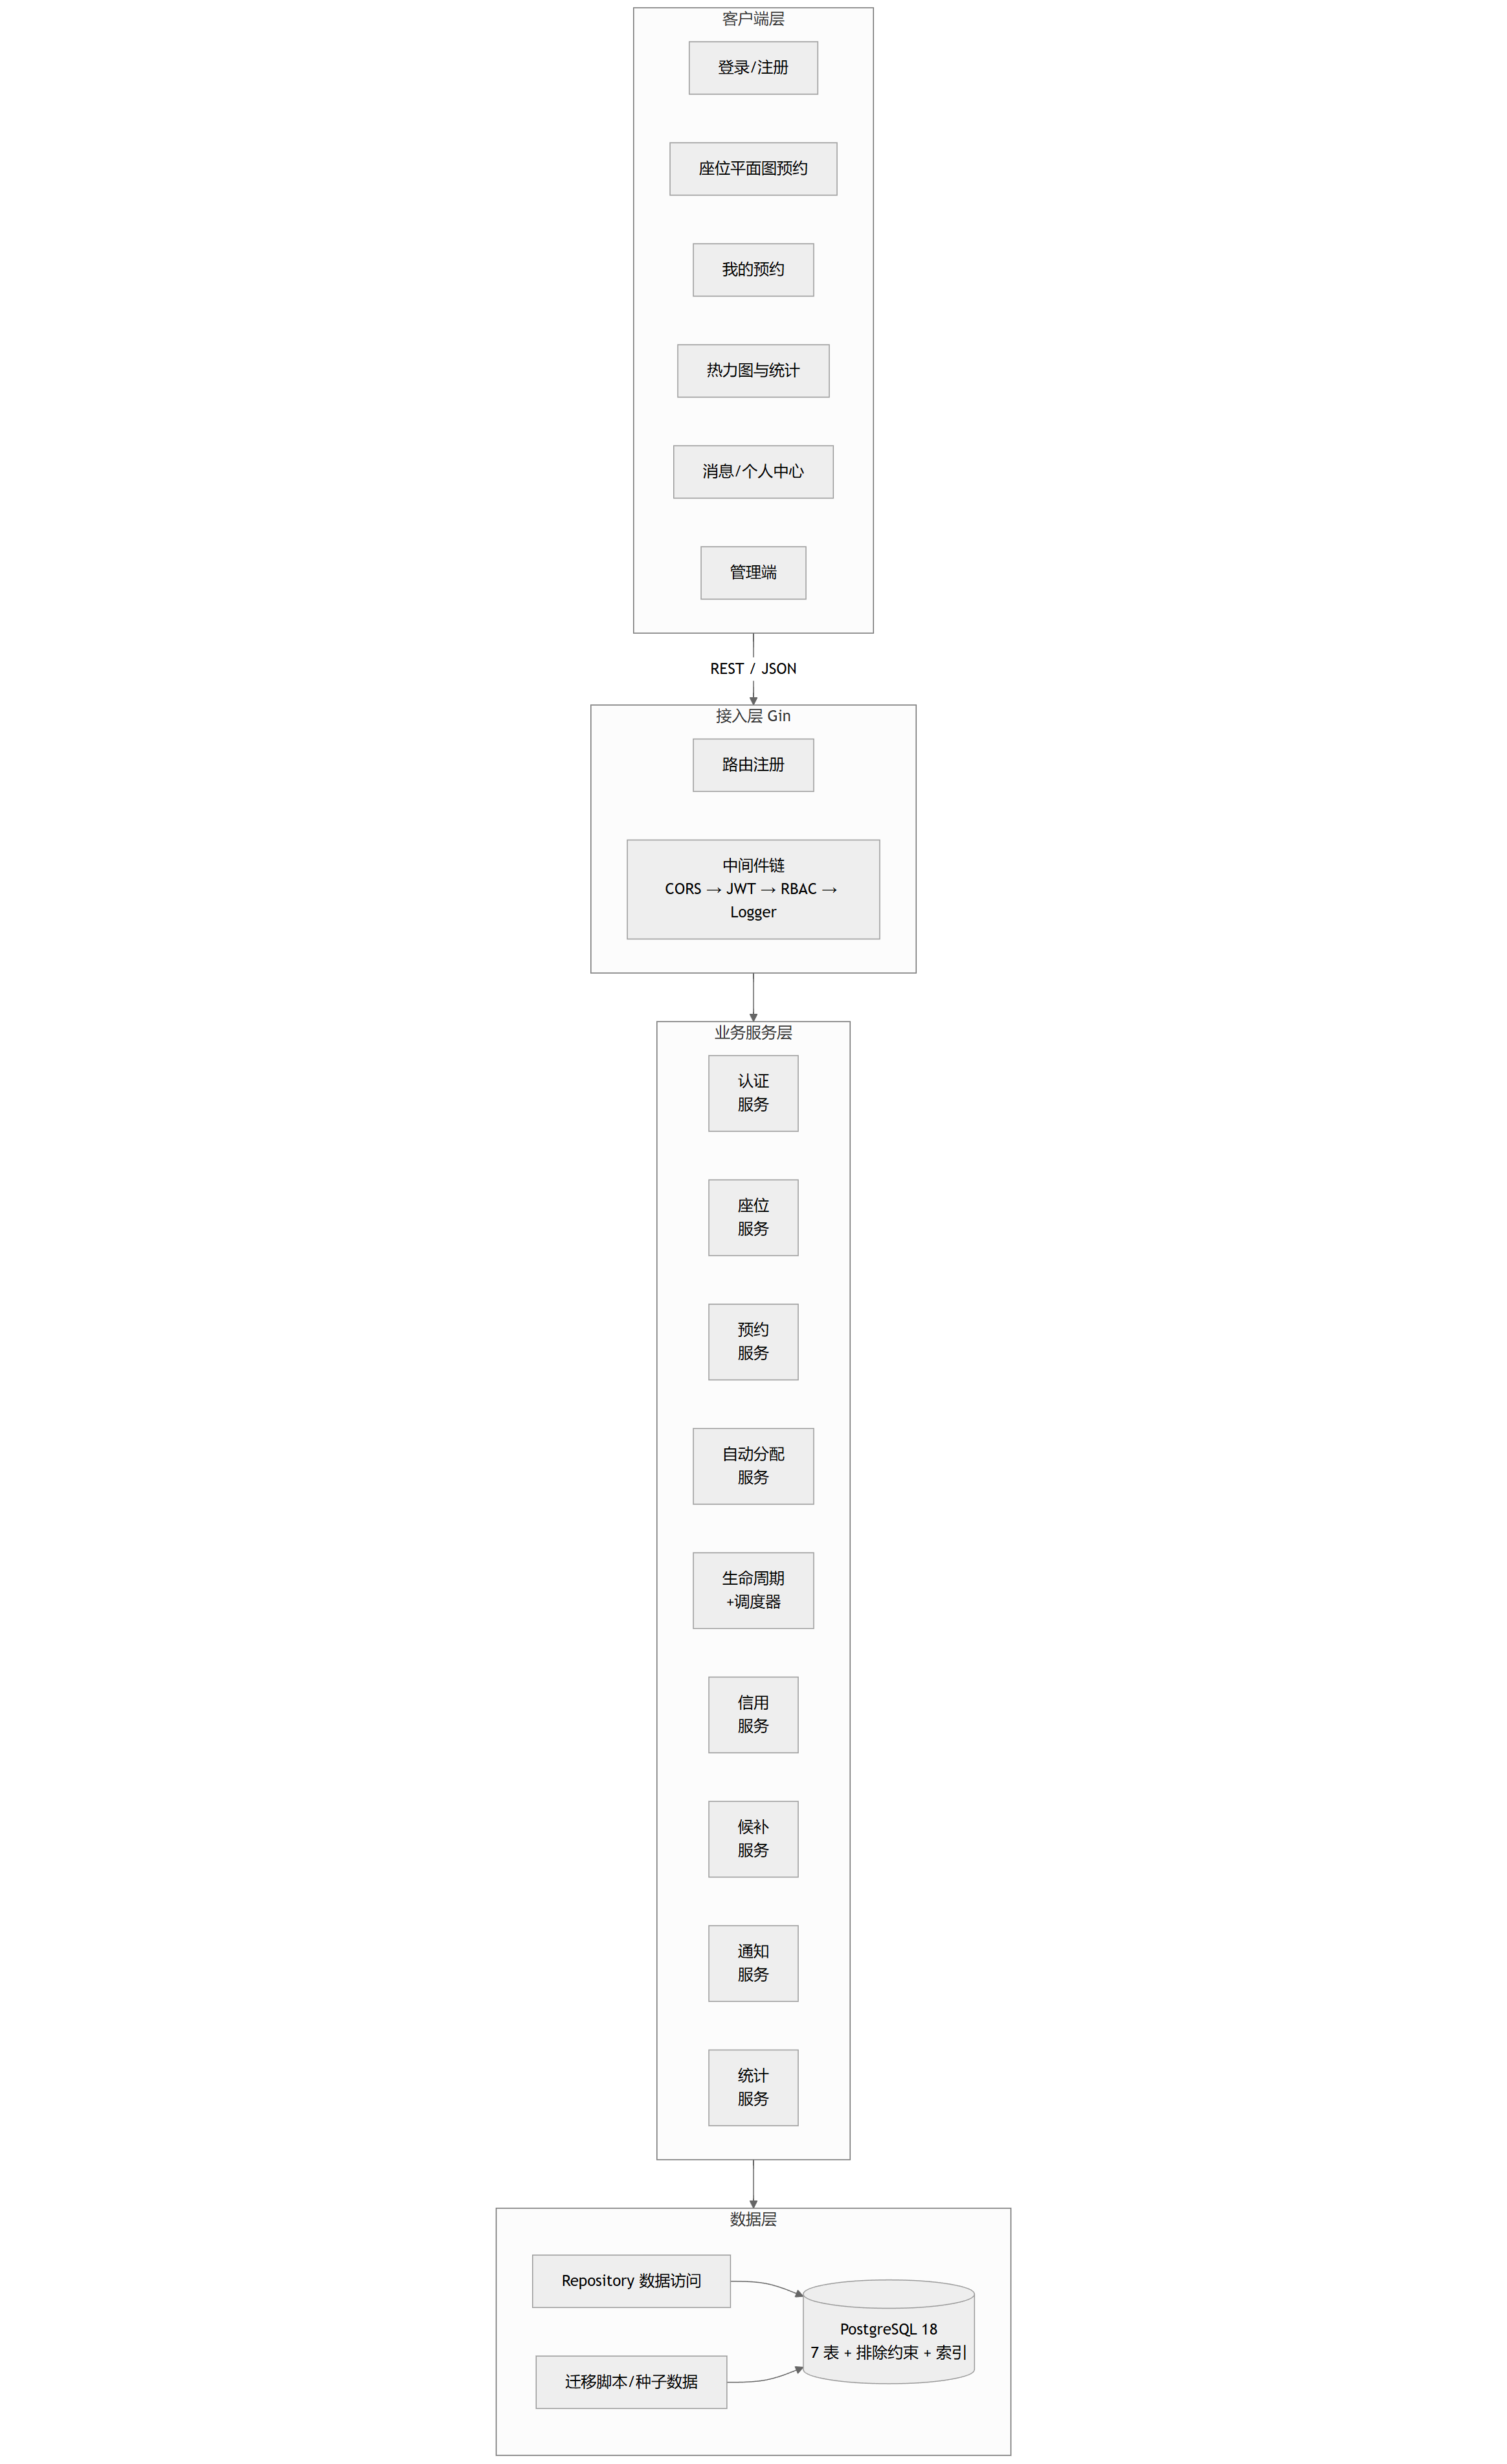 客户端层
登录/注册
座位平面图预约
我的预约
热力图与统计
消息/个人中心
管理端
REST / JSON
接入层 Gin
路由注册
中间件链
CORS → JWT → RBAC →
Logger
业务服务层
认证
服务
座位
服务
预约
服务
自动分配
服务
生命周期
+调度器
信用
服务
候补
服务
通知
服务
统计
服务
数据层
Repository 数据访问
PostgreSQL 18
7 表 + 排除约束 + 索引
迁移脚本/种子数据